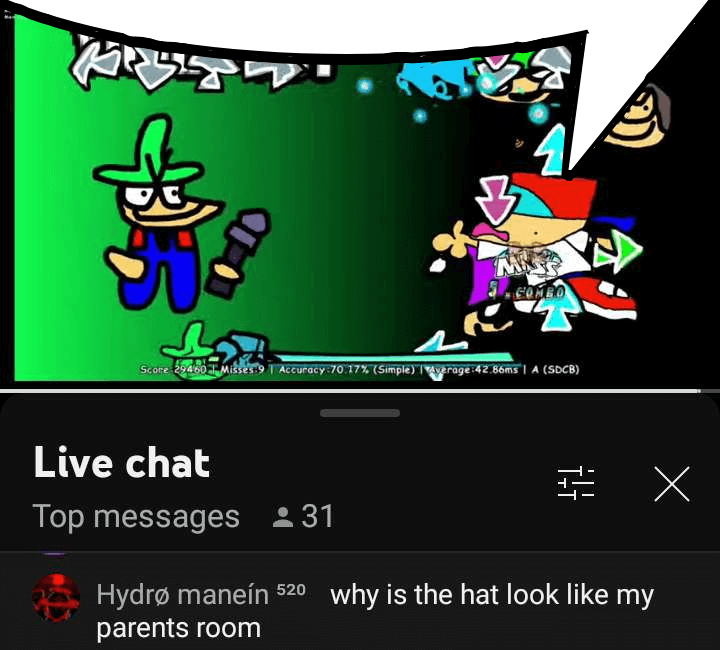 MISS
COMBO
Score:29460 | Misses:9 | Accuracy:70.17% (Simple) | Average:42.86ms | A (SDCB)
Live chat
Top messages 31
Hydrø maneín 520 why is the hat look like my
parents room